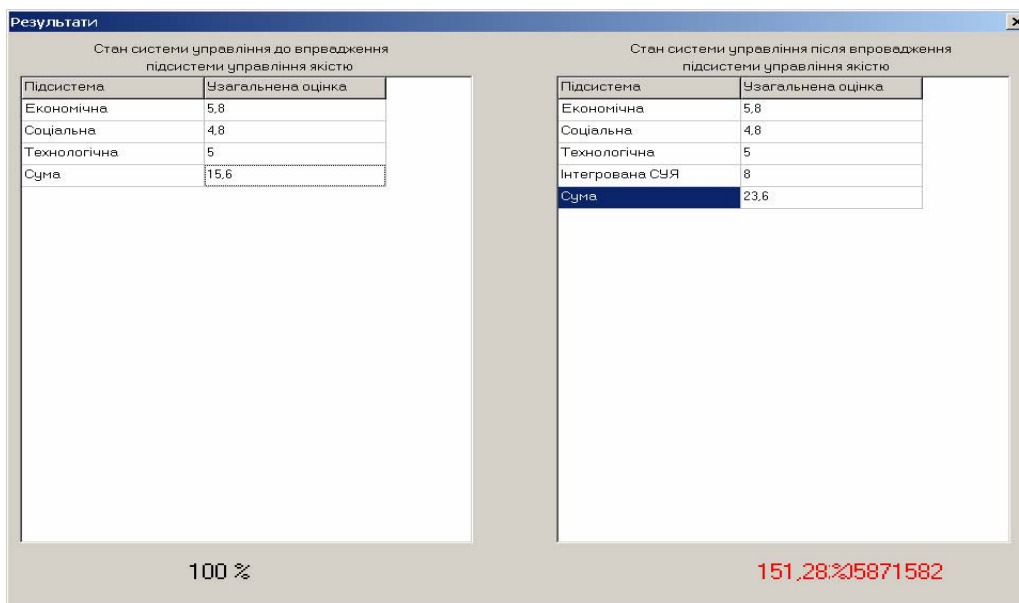 Результати
Стан системи управління до впрвадження
підсистеми управління якістю
Підсистема Узагальнена оцінка
Економічна 5,8
Соціальна 4,8
Технологічна 5
Сума 15,6
100 %
Стан системи управління після впровадження
підсистеми управління якістю
Підсистема Узагальнена оцінка
Економічна 5,8
Соціальна 4,8
Технологічна 5
Інтегрована СУЯ 8
Сума 23,6
151,28%05871582